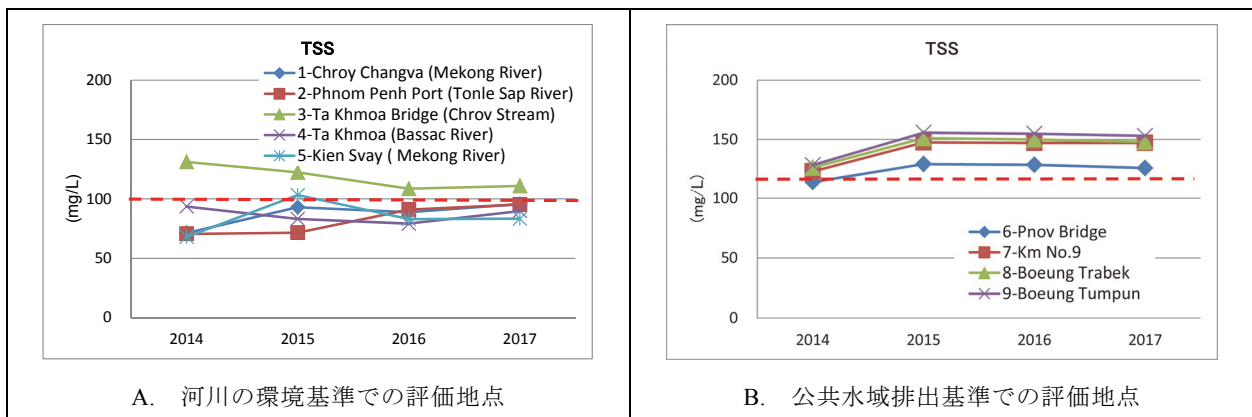 TSS
1-Chroy Changva (Mekong River)
2-Phnom Penh Port (Tonle Sap River)
3-Ta Khmoa Bridge (Chrov Stream)
4-Ta Khmoa (Bassac River)
5-Kien Svay ( Mekong River)
200
150
100
50
0
(mg/L)
2014 2015 2016 2017
A. 河川の環境基準での評価地点
TSS
200
150
100
50
0
(mg/L)
6-Pnov Bridge
7-Km No.9
8-Boeung Trabek
9-Boeung Tumpun
2014 2015 2016 2017
B. 公共水域排出基準での評価地点